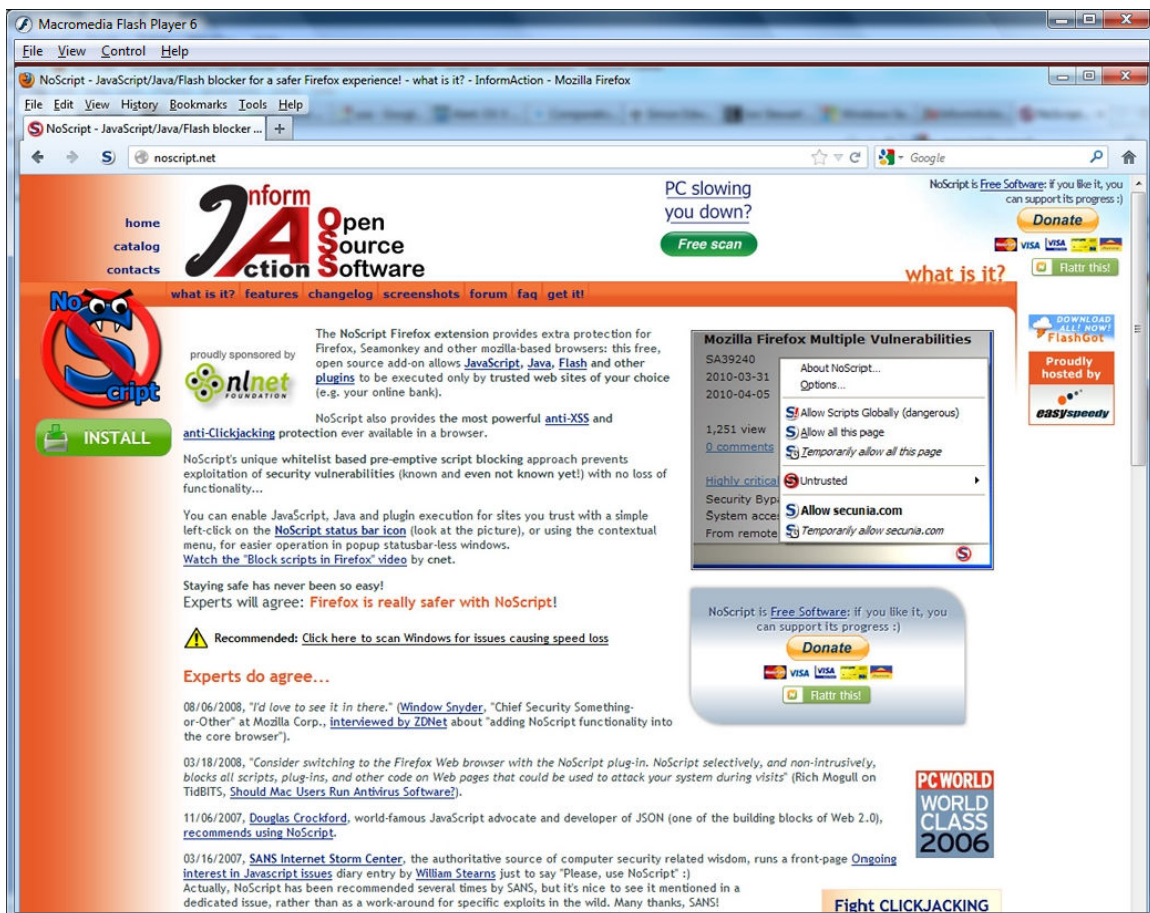 Macromedia Flash Player 6
File View Control Help
NoScript - JavaScript/Java/Flash blocker for a safer Firefox experience! - what is it? - InformAction - Mozilla Firefox
File Edit View History Bookmarks Tools Help
NoScript - JavaScript/Java/Flash blocker ... +
noscript.net
Google
home
catalog
contacts
InformAction Open Source Software
PC slowing
you down?
Free scan
NoScript is Free Software: if you like it, you
can support its progress :)
Donate
VISA VISA
Flattr this!
what is it?
what is it? features changelog screenshots forum faq get it!
No Script
INSTALL
proudly sponsored by
nlnet
FOUNDATION
The NoScript Firefox extension provides extra protection for
Firefox, Seamonkey and other mozilla-based browsers: this free,
open source add-on allows JavaScript, Java, Flash and other
plugins to be executed only by trusted web sites of your choice
(e.g. your online bank).
NoScript also provides the most powerful anti-XSS and
anti-Clickjacking protection ever available in a browser.
NoScript's unique whitelist based pre-emptive script blocking approach prevents
exploitation of security vulnerabilities (known and even not known yet!) with no loss of
functionality...
You can enable JavaScript, Java and plugin execution for sites you trust with a simple
left-click on the NoScript status bar icon (look at the picture), or using the contextual
menu, for easier operation in popup statusbar-less windows.
Watch the "Block scripts in Firefox" video by cnet.
Staying safe has never been so easy!
Experts will agree: Firefox is really safer with NoScript!
Recommended: Click here to scan Windows for issues causing speed loss
Experts do agree...
08/06/2008, "I'd love to see it in there." (Window Snyder, "Chief Security Something-
or-Other" at Mozilla Corp., interviewed by ZDNet about "adding NoScript functionality into
the core browser").
03/18/2008, "Consider switching to the Firefox Web browser with the NoScript plug-in. NoScript selectively, and non-intrusively,
blocks all scripts, plug-ins, and other code on Web pages that could be used to attack your system during visits" (Rich Mogull on
TidBITS, Should Mac Users Run Antivirus Software?).
11/06/2007, Douglas Crockford, world-famous JavaScript advocate and developer of JSON (one of the building blocks of Web 2.0),
recommends using NoScript.
03/16/2007, SANS Internet Storm Center, the authoritative source of computer security related wisdom, runs a front-page Ongoing
interest in Javascript issues diary entry by William Stearns just to say "Please, use NoScript" :)
Actually, NoScript has been recommended several times by SANS, but it's nice to see it mentioned in a
dedicated issue, rather than as a work-around for specific exploits in the wild. Many thanks, SANS!
Mozilla Firefox Multiple Vulnerabilities
SA39240
2010-03-31
2010-04-05
1,251 view
0 comments
Highly critical
Security Bypa
System acces
From remote
About NoScript...
Options...
Allow Scripts Globally (dangerous)
Allow all this page
Temporarily allow all this page
Untrusted
Allow secunia.com
Temporarily allow secunia.com
NoScript is Free Software: if you like it, you
can support its progress :)
Donate
VISA VISA
Flattr this!
DOWNLOAD
ALL! NOW!
FlashGot
Proudly
hosted by
easyspeedy
PC WORLD
WORLD
CLASS
2006
Fight CLICKJACKING